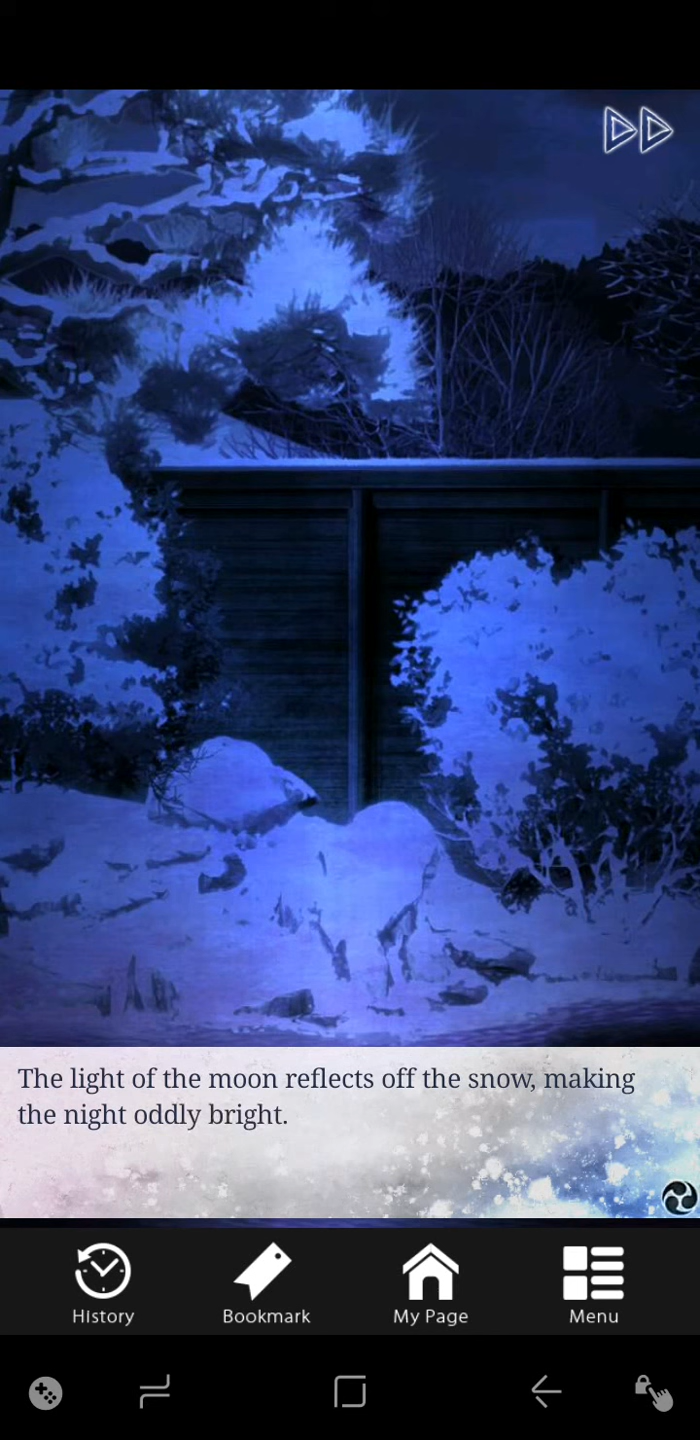 The light of the moon reflects off the snow, making
the night oddly bright.
History
Bookmark
My Page
Menu